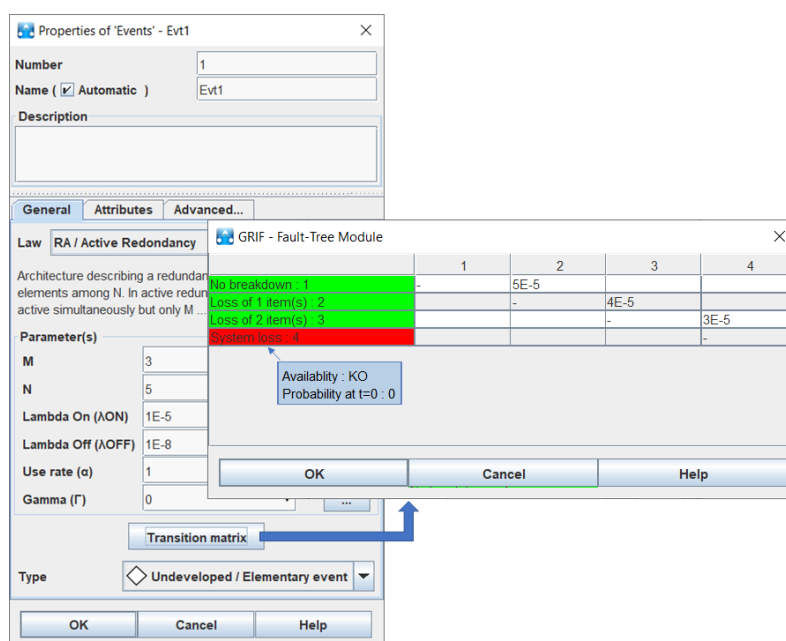 Properties of 'Events' - Evt1
Number
1
Name ( Automatic )
Evt1
Description
General Attributes Advanced...
Law RA / Active Redondancy
Architecture describing a redundan
elements among N. In active redun
active simultaneously but only M ...
Parameter(s)
M 3
N 5
Lambda On (λON) 1E-5
Lambda Off (λOFF) 1E-8
Use rate (α) 1
Gamma (Γ) 0
...
Transition matrix
Type Undeveloped / Elementary event
OK Cancel Help
GRIF - Fault-Tree Module
1 2 3 4
No breakdown : 1 - 5E-5
Loss of 1 item(s) : 2 - 4E-5
Loss of 2 item(s) : 3 - 3E-5
System loss : 4 -
Availablity : KO
Probability at t=0 : 0
OK Cancel Help